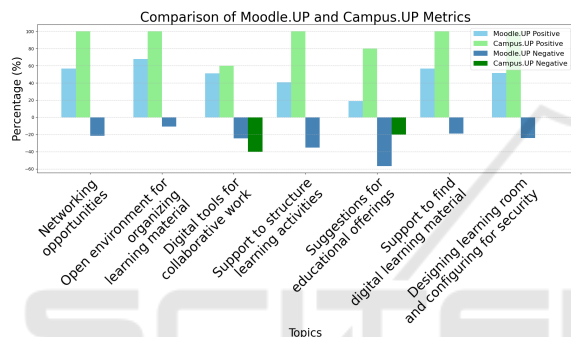 Comparison of Moodle.UP and Campus.UP Metrics
Moodle.UP Positive
Campus.UP Positive
Moodle.UP Negative
Campus.UP Negative
Percentage (%)
100
80
60
40
20
0
−20
−40
−60
Networking
opportunities
Open environment for
organizing
learning material
Digital tools for
collaborative work
Support to structure
learning activities
Suggestions for
educational offerings
Support to find
digital learning material
Designing learning room
and configuring for security
Topics